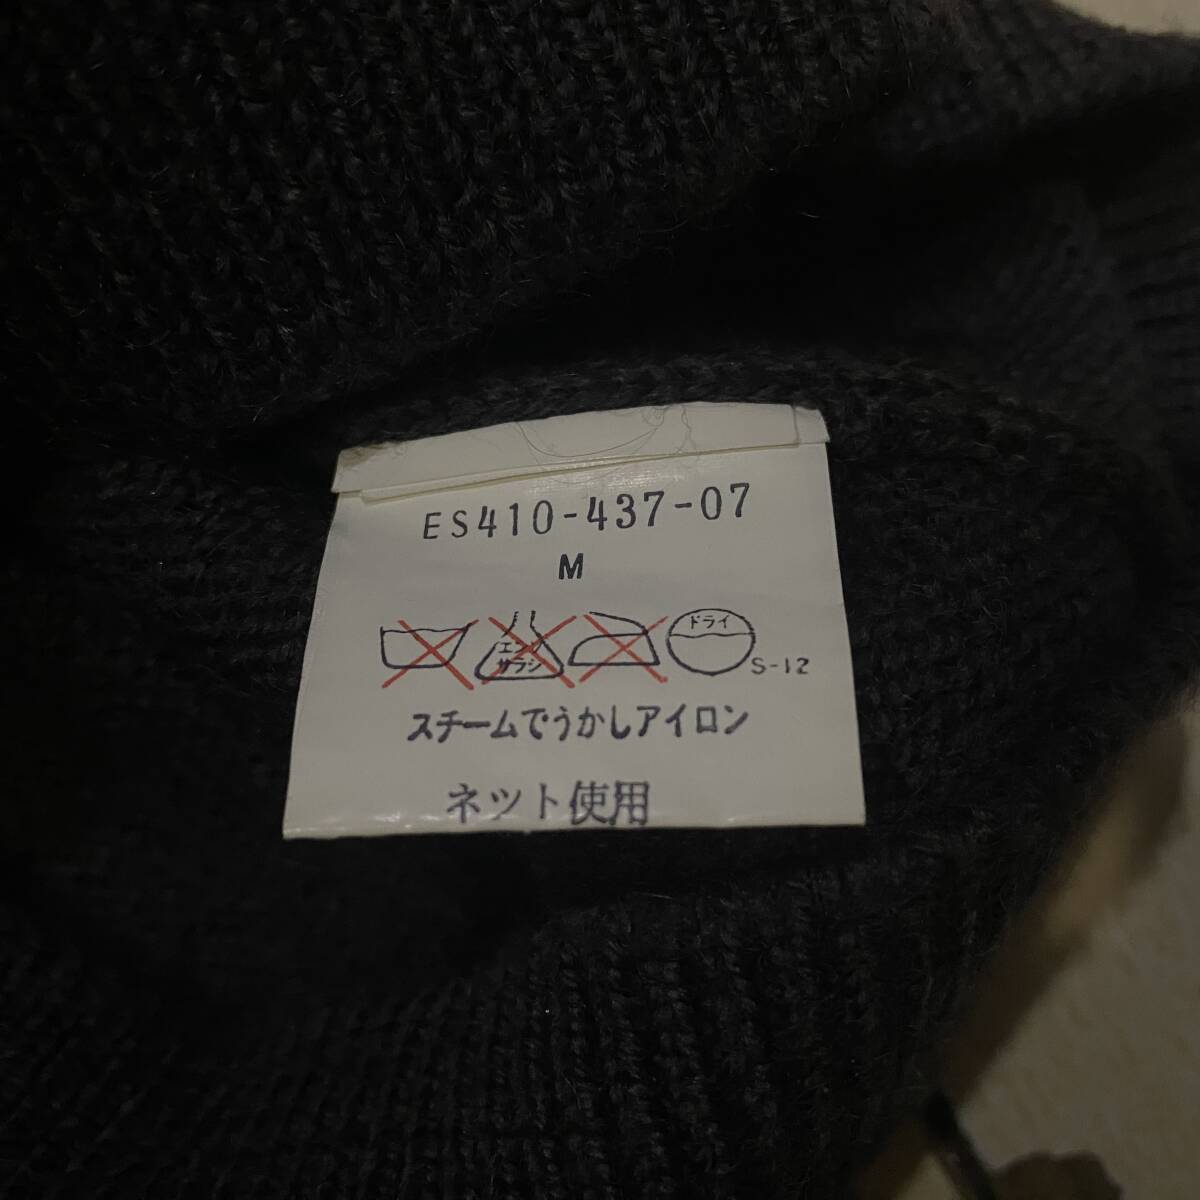 ES410-437-07
M
エンソ サラシ ドライ S-12
スチームでうかしアイロン
ネット使用